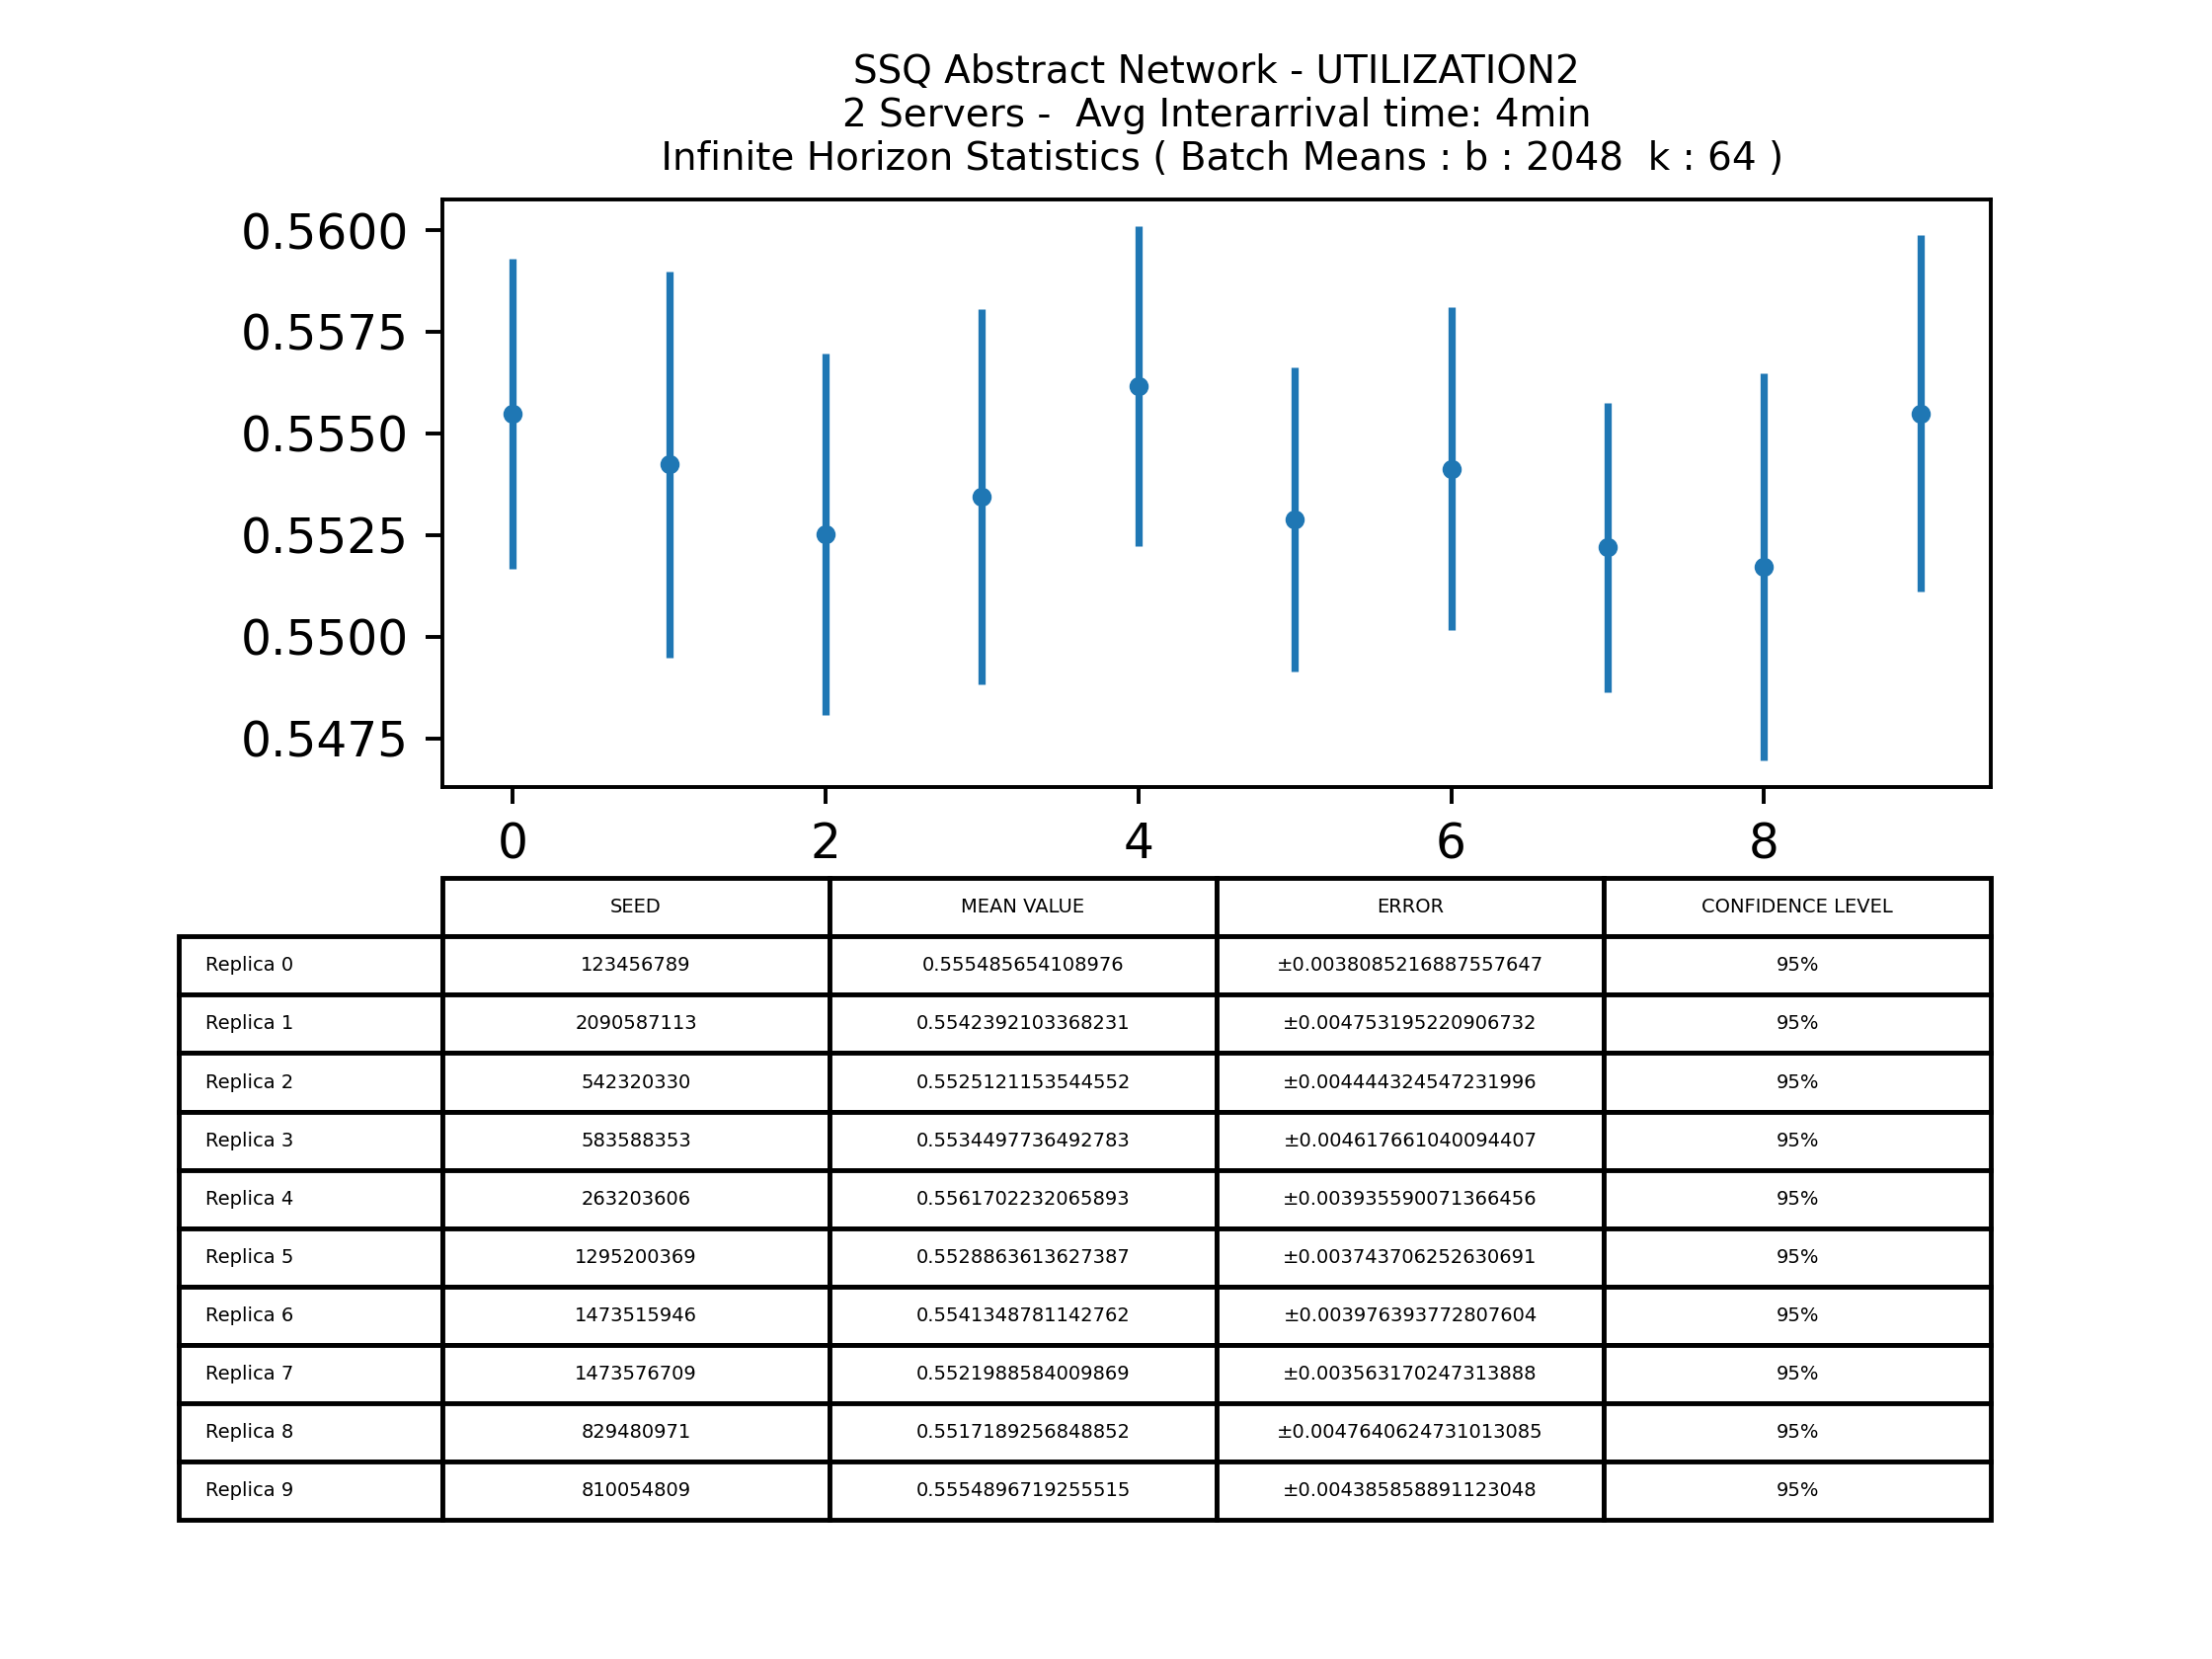 SSQ Abstract Network - UTILIZATION2
2 Servers -  Avg Interarrival time: 4min
Infinite Horizon Statistics ( Batch Means : b : 2048  k : 64 )
0.5600
0.5575
0.5550
0.5525
0.5500
0.5475
0 2 4 6 8
SEED MEAN VALUE ERROR CONFIDENCE LEVEL
Replica 0 123456789 0.555485654108976 ±0.0038085216887557647 95%
Replica 1 2090587113 0.5542392103368231 ±0.004753195220906732 95%
Replica 2 542320330 0.5525121153544552 ±0.004444324547231996 95%
Replica 3 583588353 0.5534497736492783 ±0.004617661040094407 95%
Replica 4 263203606 0.5561702232065893 ±0.003935590071366456 95%
Replica 5 1295200369 0.5528863613627387 ±0.003743706252630691 95%
Replica 6 1473515946 0.5541348781142762 ±0.003976393772807604 95%
Replica 7 1473576709 0.5521988584009869 ±0.003563170247313888 95%
Replica 8 829480971 0.5517189256848852 ±0.0047640624731013085 95%
Replica 9 810054809 0.5554896719255515 ±0.004385858891123048 95%